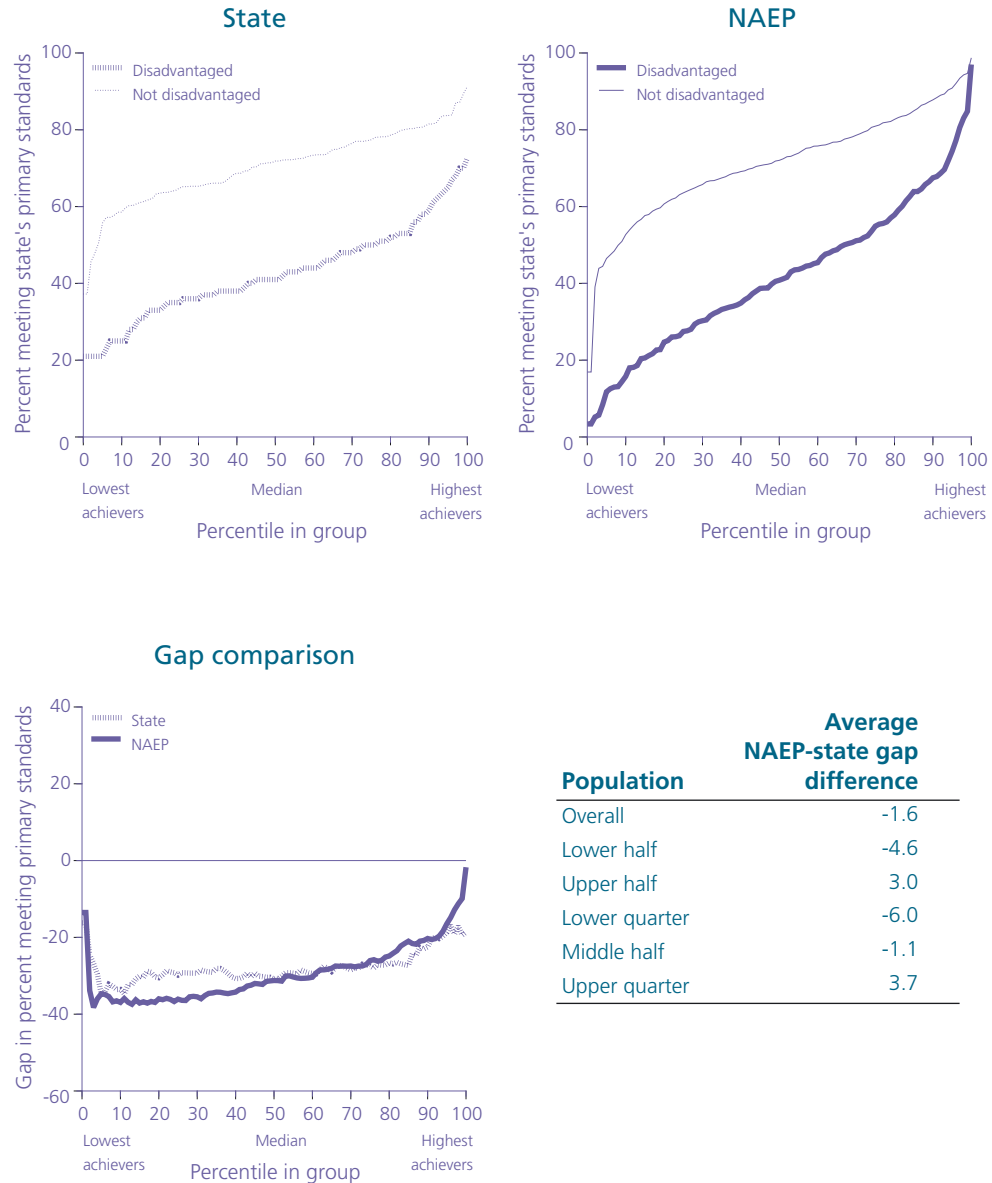 State
Percent meeting state's primary standards
100
80
60
40
20
0
Disadvantaged
Not disadvantaged
0 10 20 30 40 50 60 70 80 90 100
Lowest achievers
Median
Highest achievers
Percentile in group
NAEP
Percent meeting state's primary standards
100
80
60
40
20
0
Disadvantaged
Not disadvantaged
0 10 20 30 40 50 60 70 80 90 100
Lowest achievers
Median
Highest achievers
Percentile in group
Gap comparison
Gap in percent meeting primary standards
40
20
0
-20
-40
-60
State
NAEP
0 10 20 30 40 50 60 70 80 90 100
Lowest achievers
Median
Highest achievers
Percentile in group
Average
NAEP-state gap
Population difference
Overall -1.6
Lower half -4.6
Upper half 3.0
Lower quarter -6.0
Middle half -1.1
Upper quarter 3.7